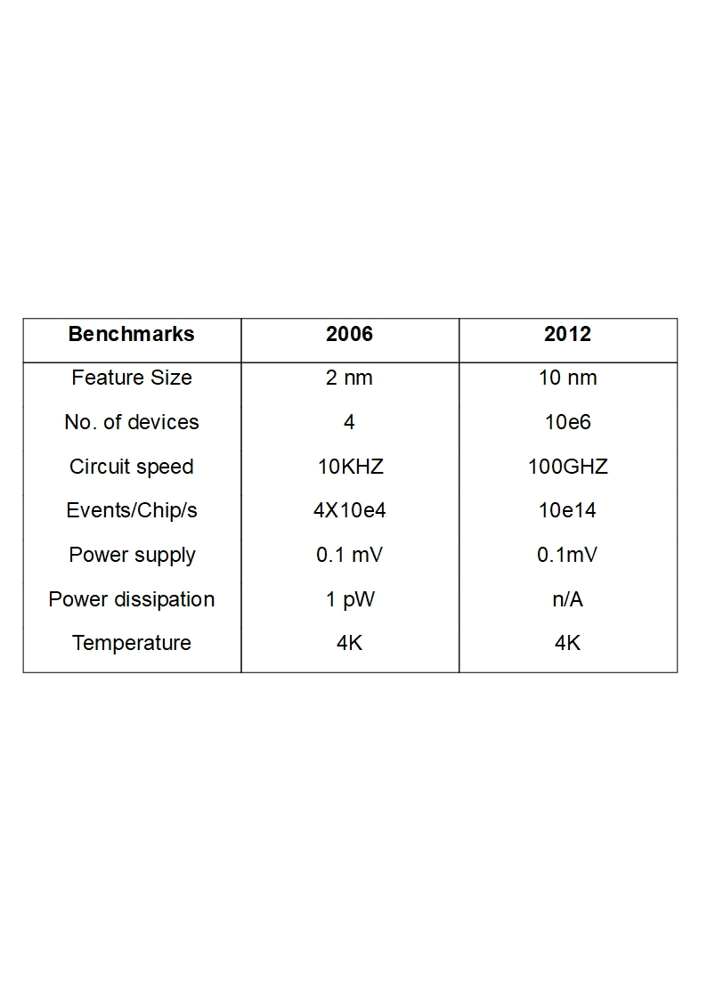 Benchmarks 2006 2012
Feature Size 2 nm 10 nm
No. of devices 4 10e6
Circuit speed 10KHZ 100GHZ
Events/Chip/s 4X10e4 10e14
Power supply 0.1 mV 0.1mV
Power dissipation 1 pW n/A
Temperature 4K 4K